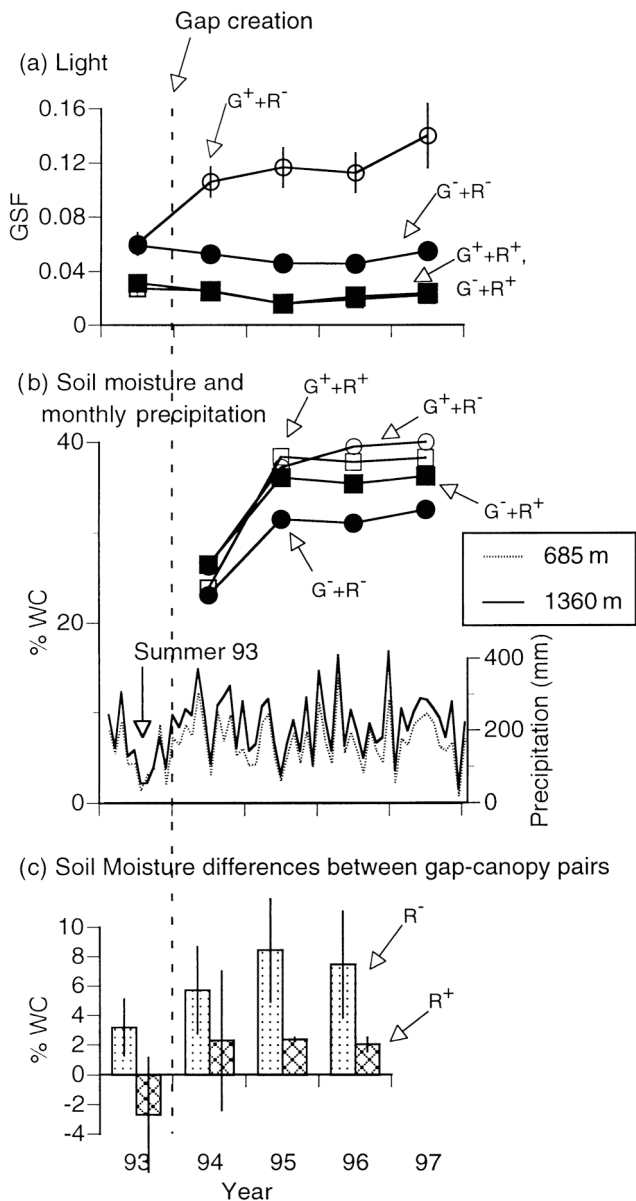 Gap creation
(a) Light
0.16
0.12
0.08
0.04
0
GSF
G⁺+R⁻
G⁻+R⁻
G⁺+R⁺,
G⁻+R⁺
(b) Soil moisture and
monthly precipitation
G⁺+R⁺
G⁺+R⁻
40
20
0
% WC
G⁻+R⁺
G⁻+R⁻
685 m
1360 m
Summer 93
400
200
0
Precipitation (mm)
(c) Soil Moisture differences between gap-canopy pairs
10
8
6
4
2
0
-2
-4
% WC
R⁻
R⁺
93 94 95 96 97
Year